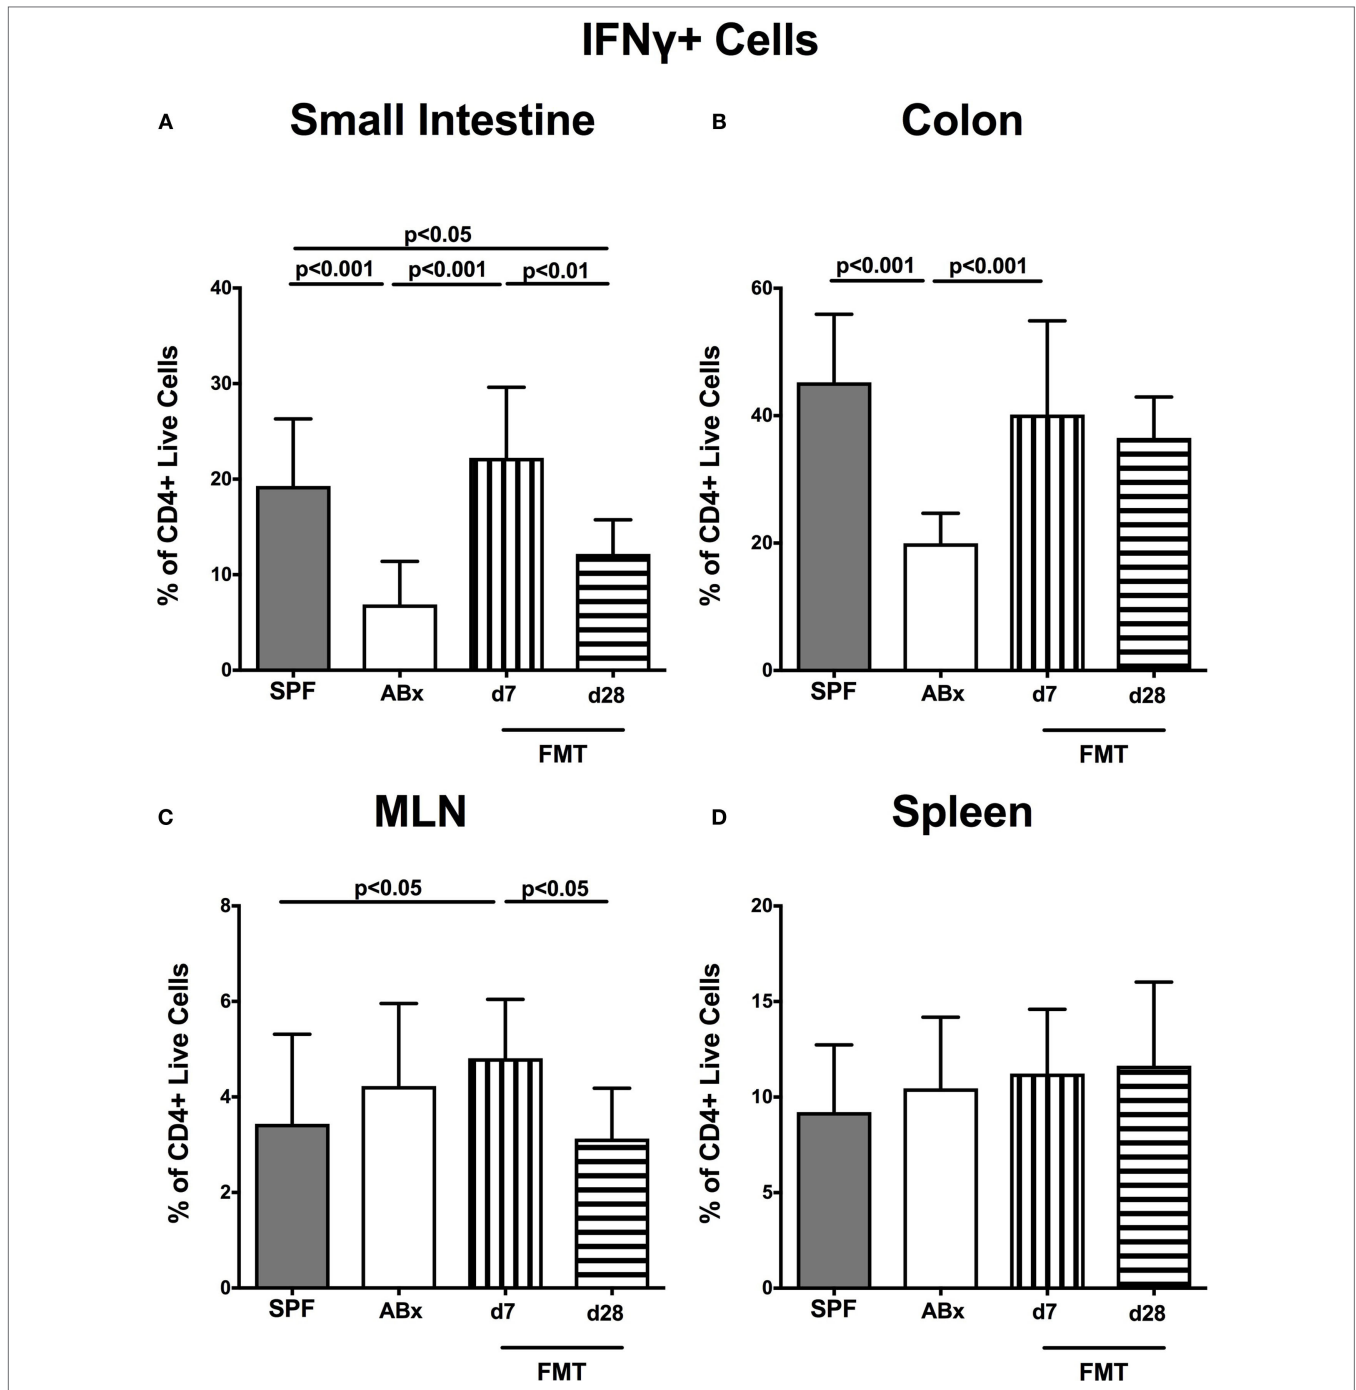 IFNγ+ Cells
A
Small Intestine
p<0.05
p<0.001
p<0.001
p<0.01
% of CD4+ Live Cells
40
30
20
10
0
SPF
ABx
d7
d28
FMT
B
Colon
p<0.001
p<0.001
% of CD4+ Live Cells
60
40
20
0
SPF
ABx
d7
d28
FMT
C
MLN
p<0.05
p<0.05
% of CD4+ Live Cells
8
6
4
2
0
SPF
ABx
d7
d28
FMT
D
Spleen
% of CD4+ Live Cells
20
15
10
5
0
SPF
ABx
d7
d28
FMT